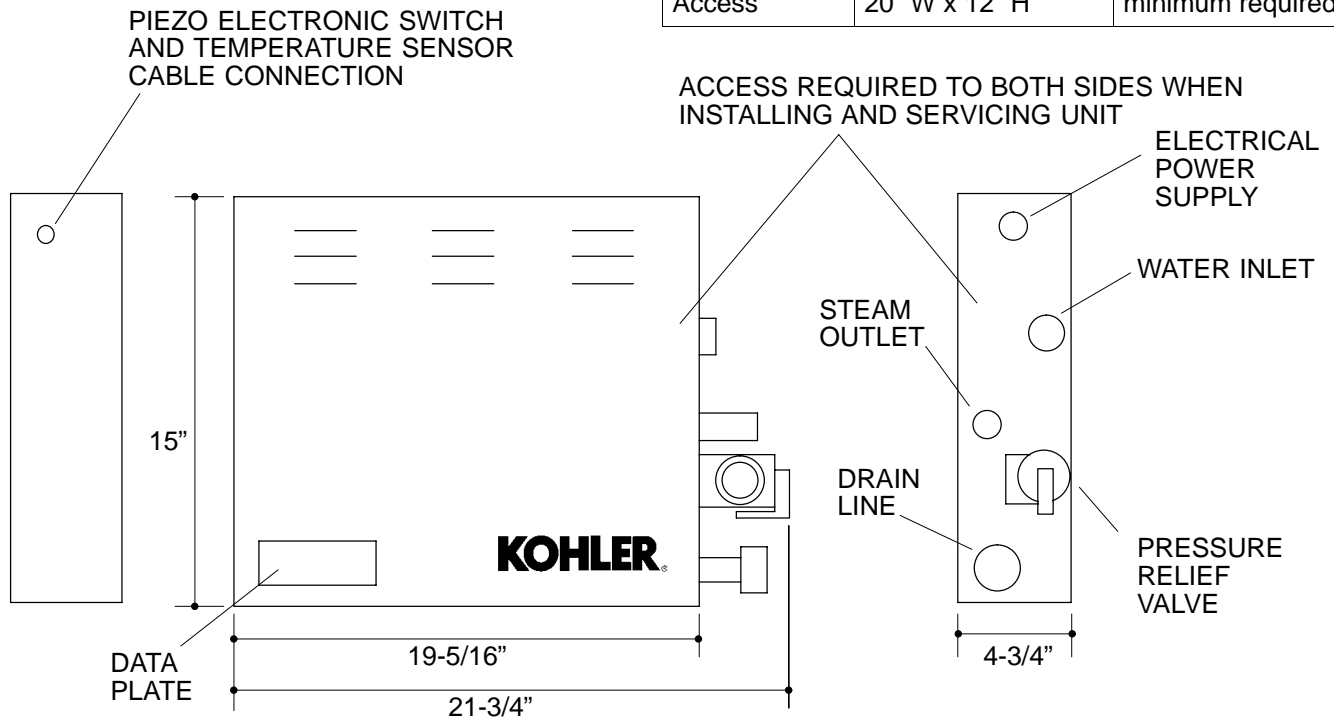 Access 20" W x 12" H minimum required
PIEZO ELECTRONIC SWITCH
AND TEMPERATURE SENSOR
CABLE CONNECTION
ACCESS REQUIRED TO BOTH SIDES WHEN
INSTALLING AND SERVICING UNIT
ELECTRICAL
POWER
SUPPLY
WATER INLET
STEAM
OUTLET
15”
DRAIN
LINE
KOHLER®
PRESSURE
RELIEF
VALVE
DATA
PLATE
19-5/16”
4-3/4”
21-3/4”